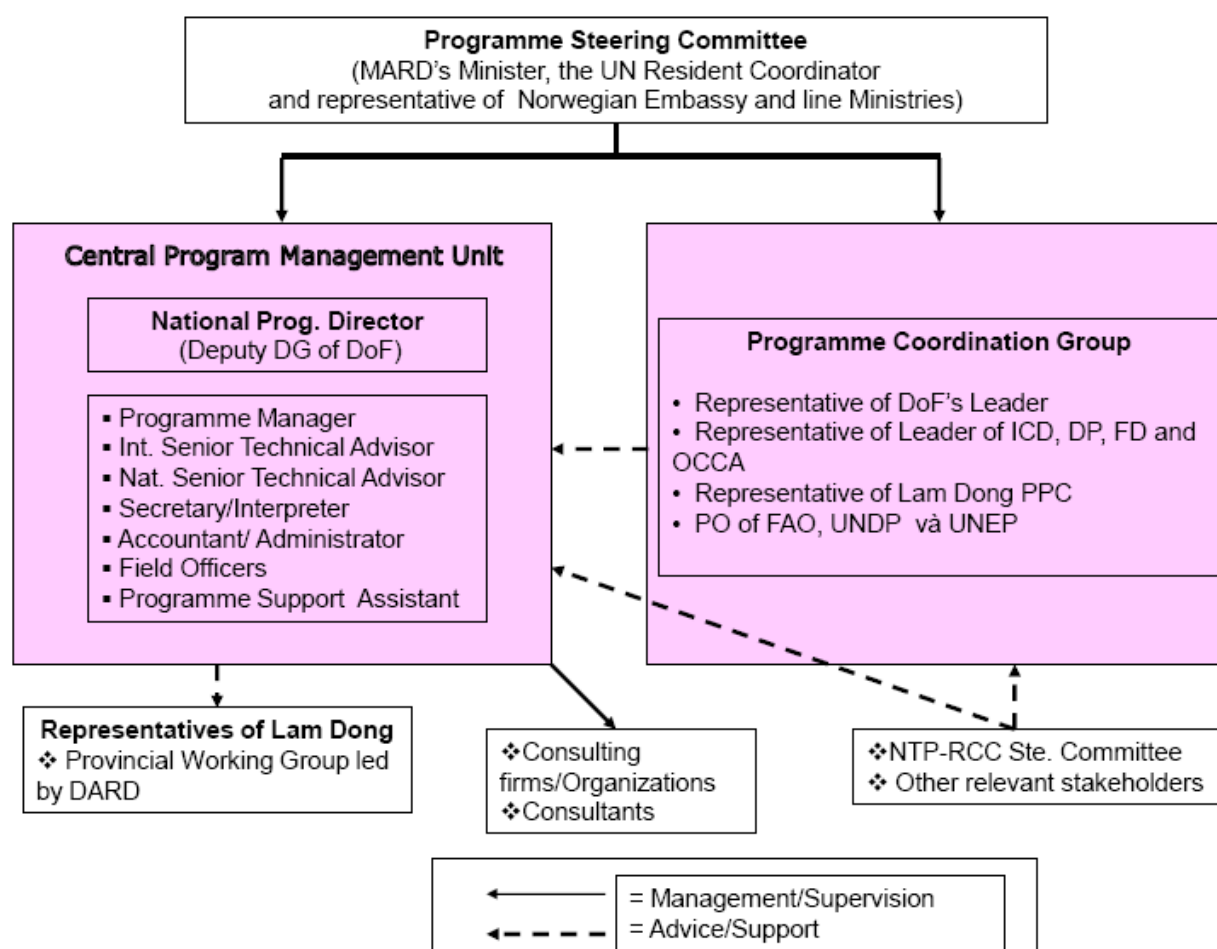 Programme Steering Committee
(MARD's Minister, the UN Resident Coordinator
and representative of Norwegian Embassy and line Ministries)
Central Program Management Unit
National Prog. Director
(Deputy DG of DoF)
▪ Programme Manager
▪ Int. Senior Technical Advisor
▪ Nat. Senior Technical Advisor
▪ Secretary/Interpreter
▪ Accountant/ Administrator
▪ Field Officers
▪ Programme Support Assistant
Programme Coordination Group
• Representative of DoF's Leader
• Representative of Leader of ICD, DP, FD and
OCCA
• Representative of Lam Dong PPC
• PO of FAO, UNDP và UNEP
Representatives of Lam Dong
❖ Provincial Working Group led
by DARD
❖Consulting
firms/Organizations
❖Consultants
❖NTP-RCC Ste. Committee
❖ Other relevant stakeholders
= Management/Supervision
= Advice/Support